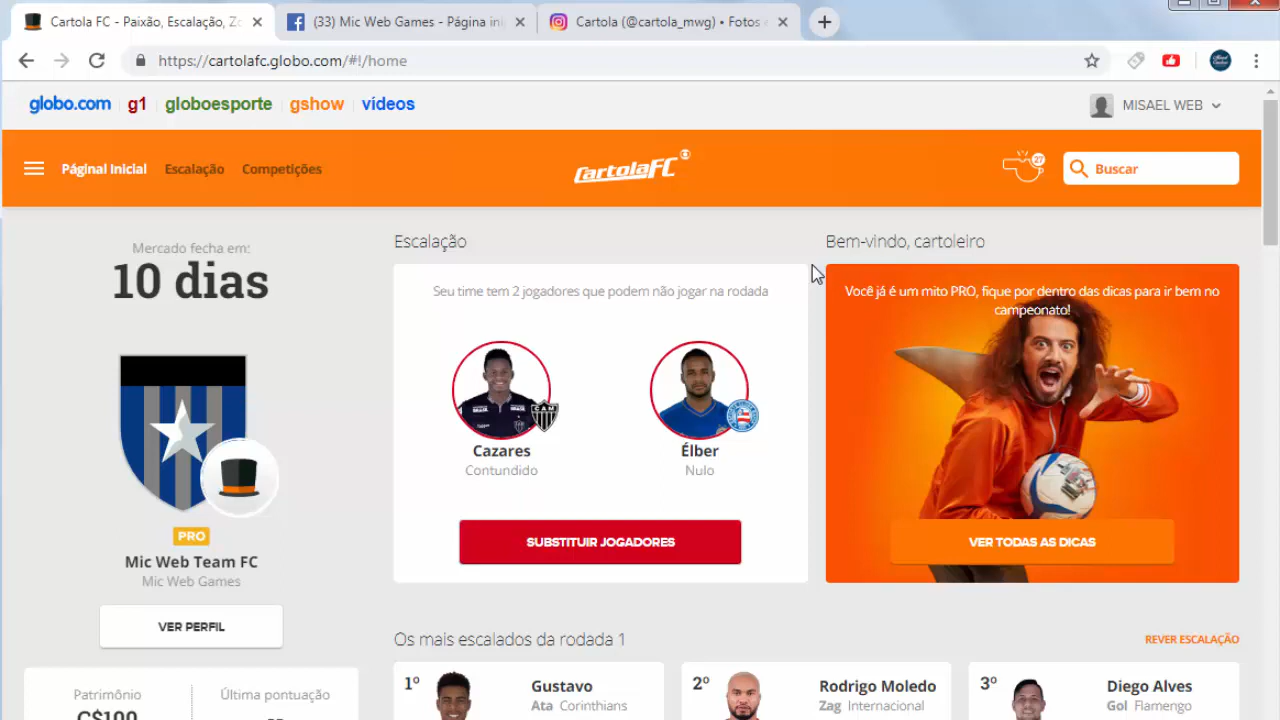 Cartola FC - Paixão, Escalação, Zo
(33) Mic Web Games - Página ini
Cartola (@cartola_mwg) • Fotos e
https://cartolafc.globo.com/#!/home
globo.com g1 globoesporte gshow vídeos
MISAEL WEB
Páginal Inicial Escalação Competições
CartolaFC
27
Buscar
Mercado fecha em:
10 dias
PRO
Mic Web Team FC
Mic Web Games
VER PERFIL
Patrimônio
C$100
Última pontuação
Escalação
Seu time tem 2 jogadores que podem não jogar na rodada
CAM
Cazares
Contundido
Élber
Nulo
SUBSTITUIR JOGADORES
Bem-vindo, cartoleiro
Você já é um mito PRO, fique por dentro das dicas para ir bem no
campeonato!
VER TODAS AS DICAS
Os mais escalados da rodada 1
REVER ESCALAÇÃO
1º
Gustavo
Ata Corinthians
2º
Rodrigo Moledo
Zag Internacional
3º
Diego Alves
Gol Flamengo